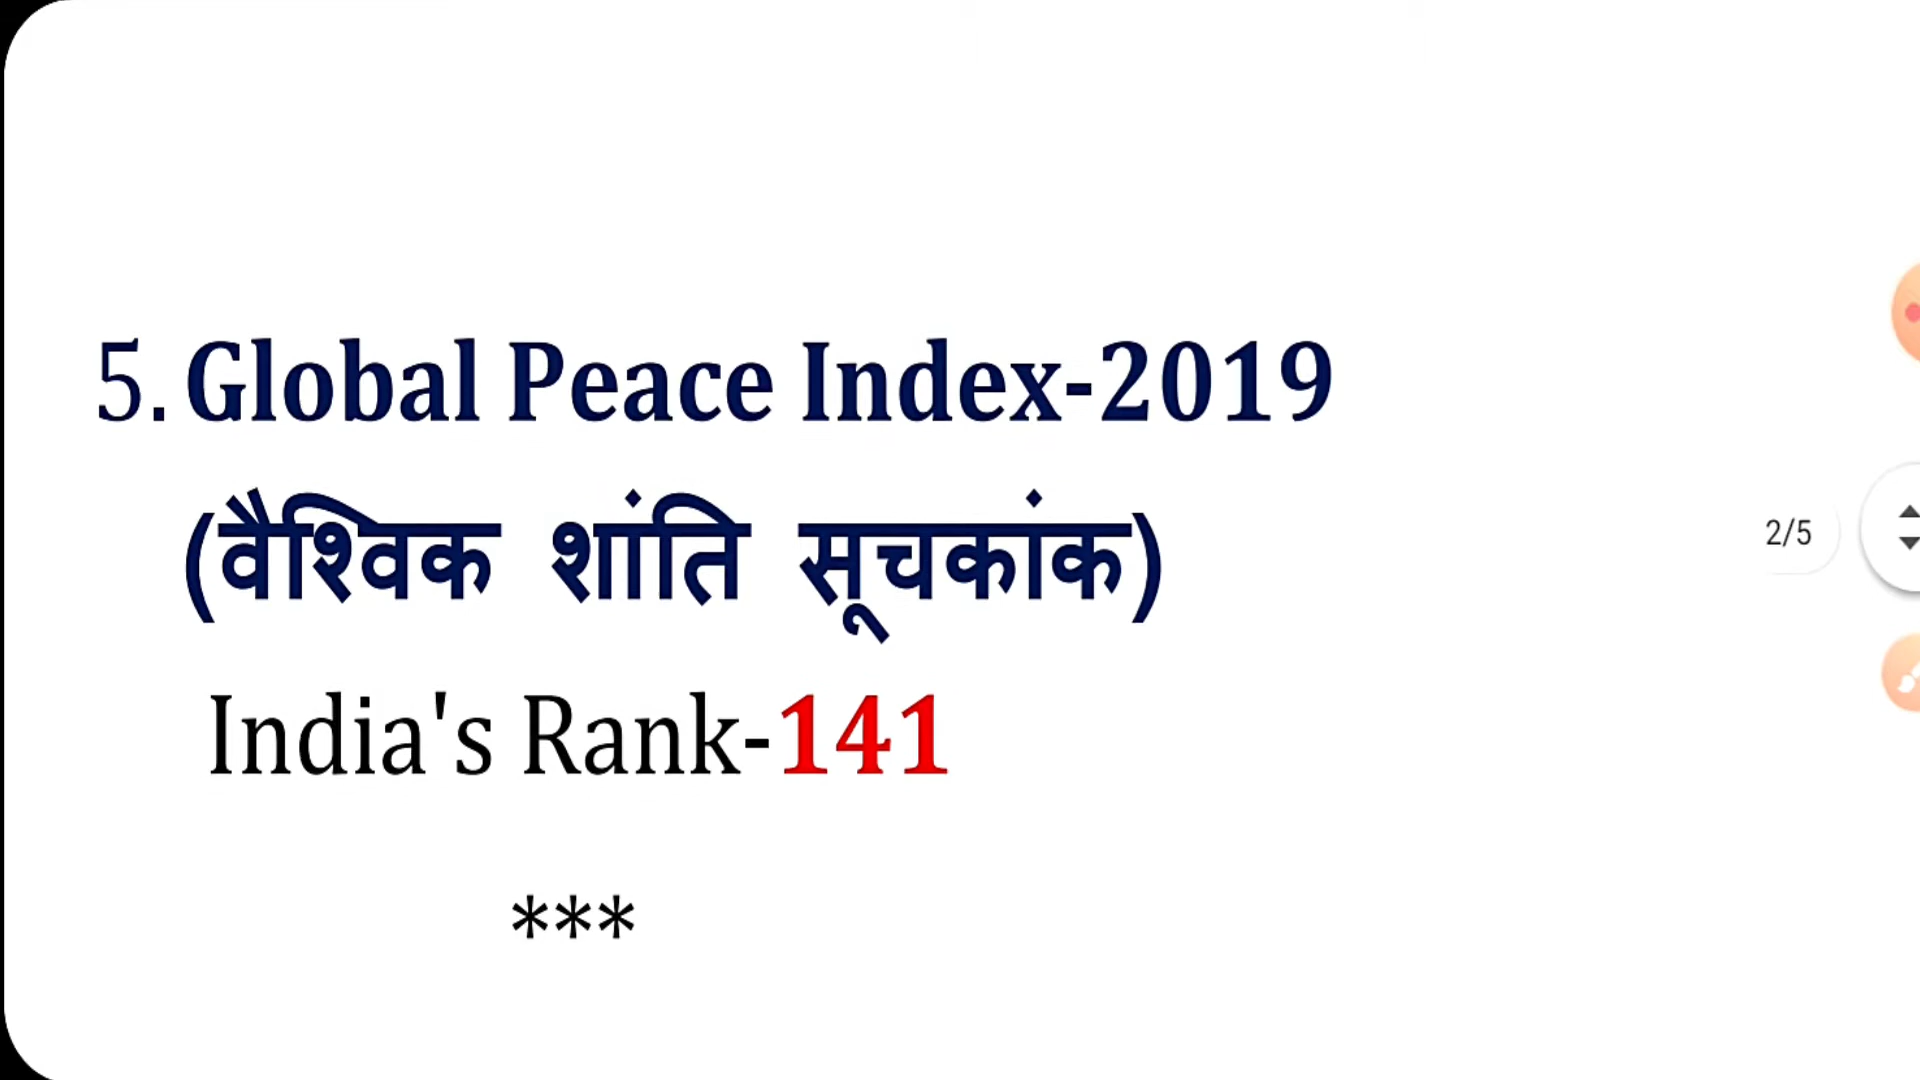 5. Global Peace Index-2019
(वैश्विक शांति सूचकांक)
2/5
India's Rank-141
***